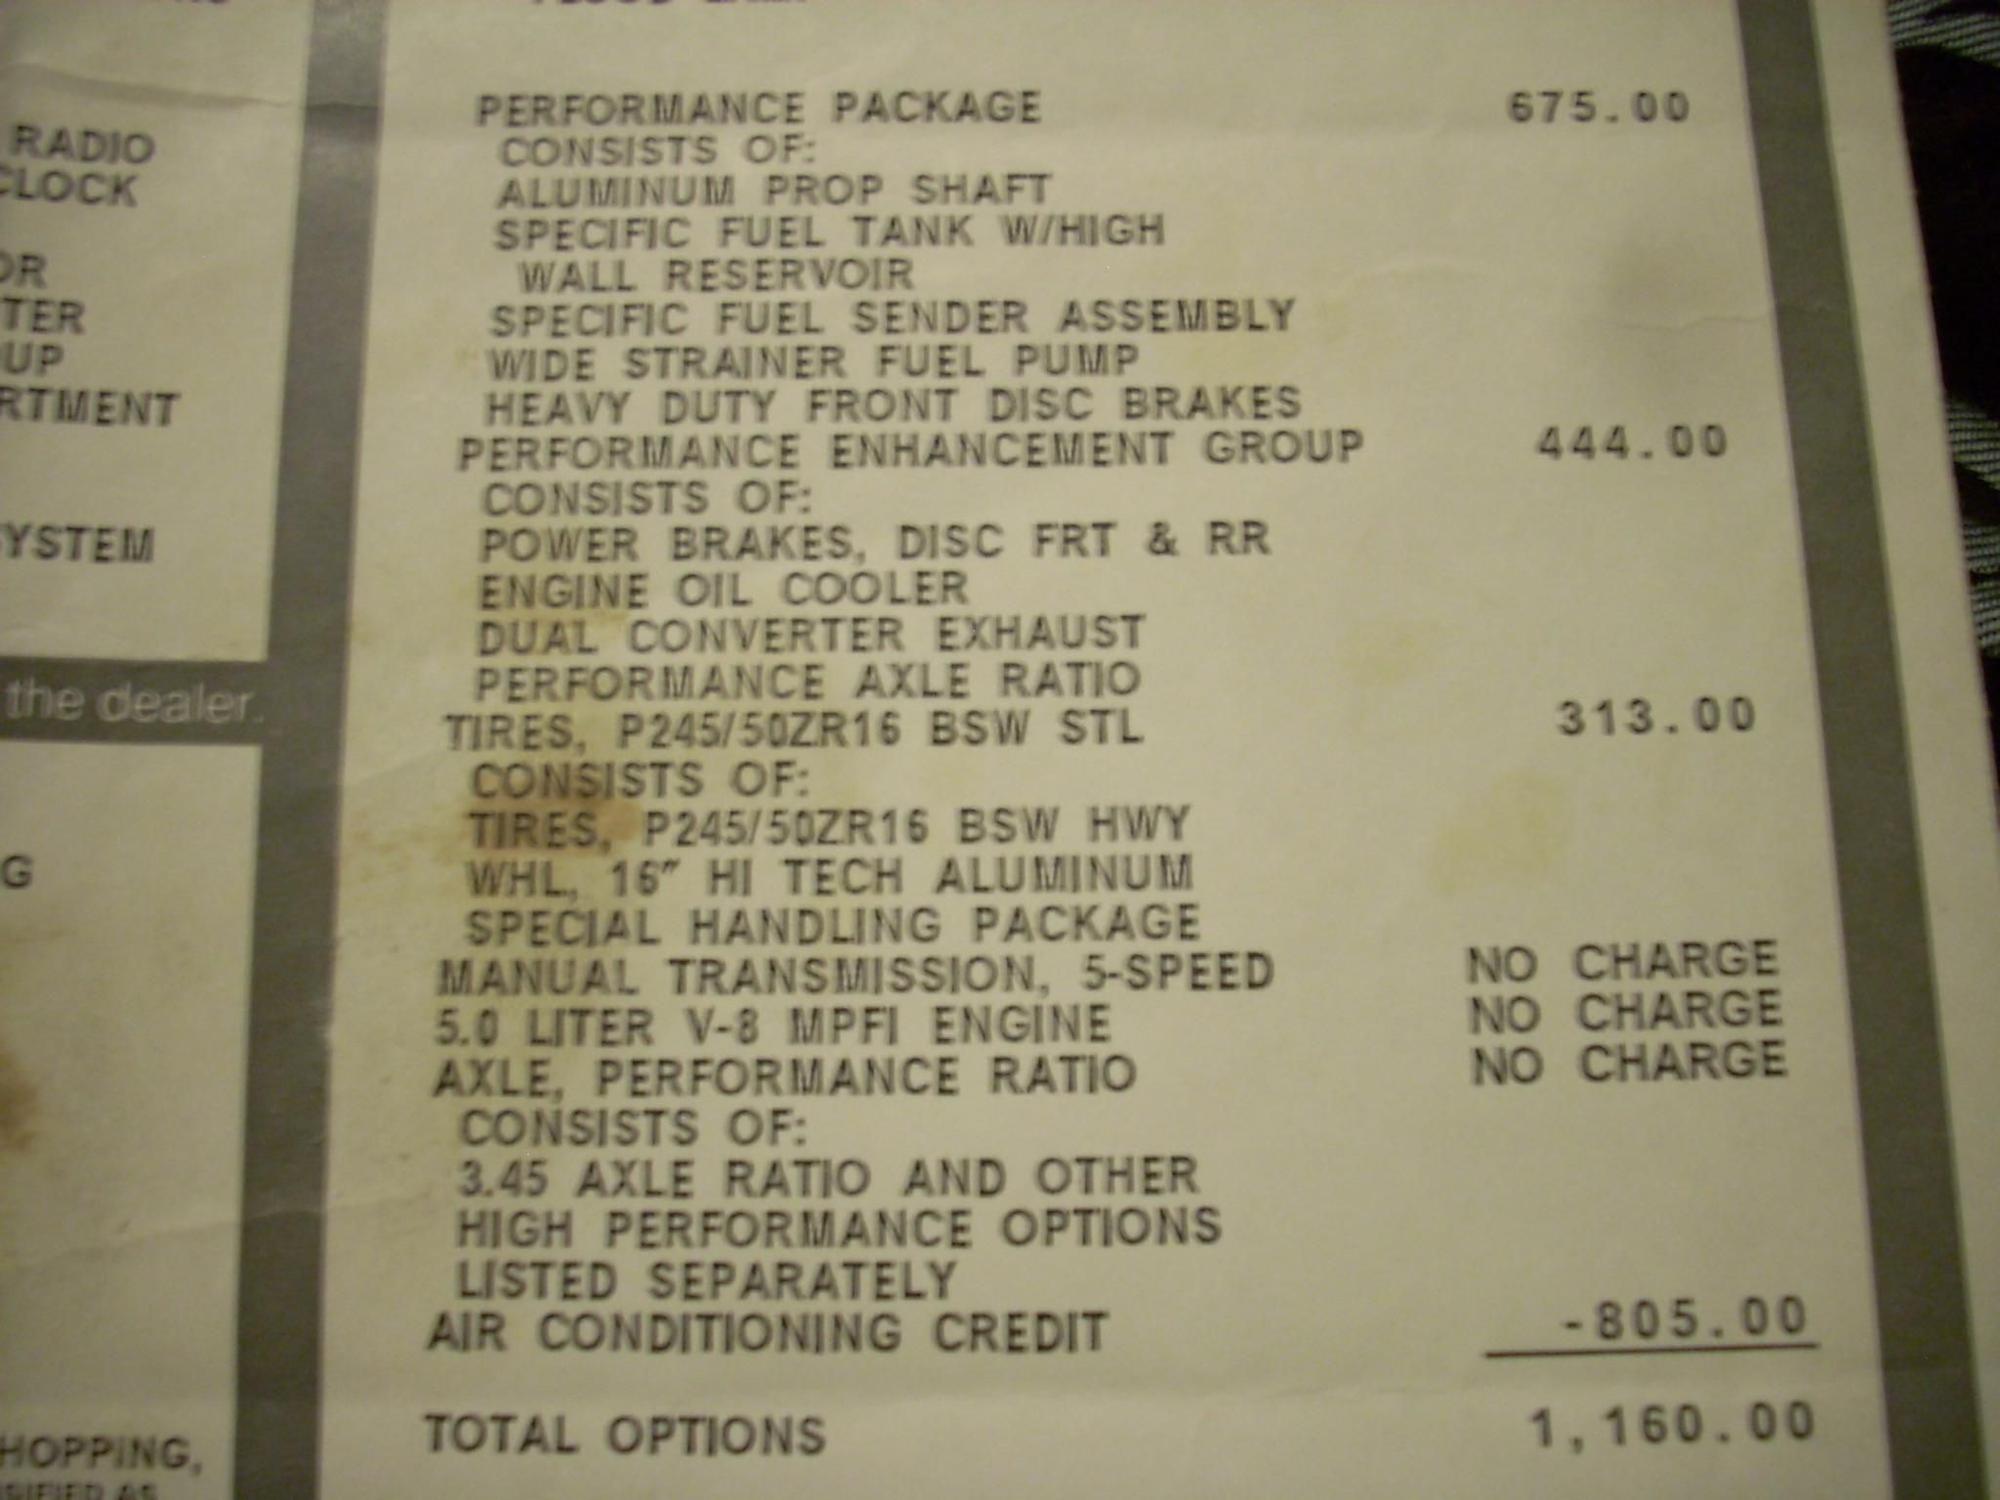 RADIO
CLOCK
OR
TER
UP
RTMENT
YSTEM
the dealer.
G
HOPPING,
PERFORMANCE PACKAGE 675.00
CONSISTS OF:
ALUMINUM PROP SHAFT
SPECIFIC FUEL TANK W/HIGH
WALL RESERVOIR
SPECIFIC FUEL SENDER ASSEMBLY
WIDE STRAINER FUEL PUMP
HEAVY DUTY FRONT DISC BRAKES
PERFORMANCE ENHANCEMENT GROUP 444.00
CONSISTS OF:
POWER BRAKES, DISC FRT & RR
ENGINE OIL COOLER
DUAL CONVERTER EXHAUST
PERFORMANCE AXLE RATIO
TIRES, P245/50ZR16 BSW STL 313.00
CONSISTS OF:
TIRES, P245/50ZR16 BSW HWY
WHL, 16" HI TECH ALUMINUM
SPECIAL HANDLING PACKAGE
MANUAL TRANSMISSION, 5-SPEED NO CHARGE
5.0 LITER V-8 MPFI ENGINE NO CHARGE
AXLE, PERFORMANCE RATIO NO CHARGE
CONSISTS OF:
3.45 AXLE RATIO AND OTHER
HIGH PERFORMANCE OPTIONS
LISTED SEPARATELY
AIR CONDITIONING CREDIT -805.00
TOTAL OPTIONS 1,160.00